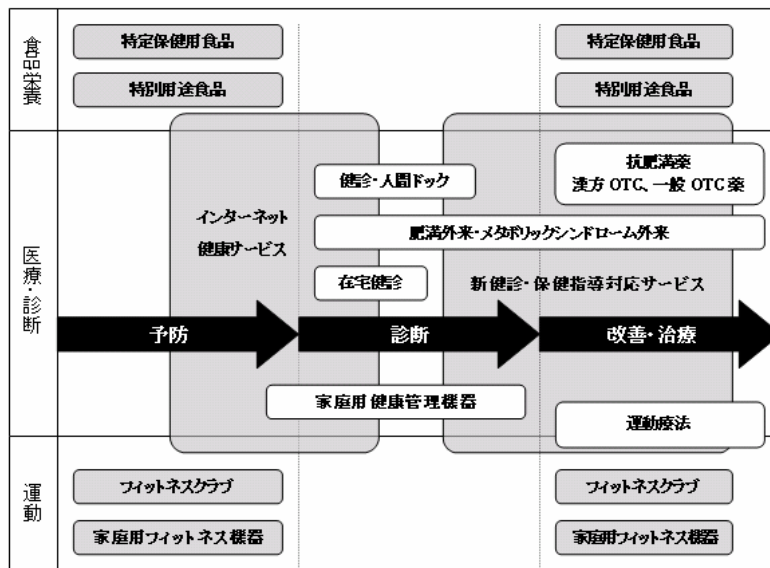 食品栄養
特定保健用食品
特定保健用食品
特別用途食品
特別用途食品
医療・診断
抗肥満薬
漢方 OTC、一般 OTC 薬
健診・人間ドック
インターネット
健康サービス
肥満外来・メタボリックシンドローム外来
在宅健診
新健診・保健指導対応サービス
予防
診断
改善・治療
家庭用健康管理機器
運動療法
運動
フィットネスクラブ
フィットネスクラブ
家庭用フィットネス機器
家庭用フィットネス機器